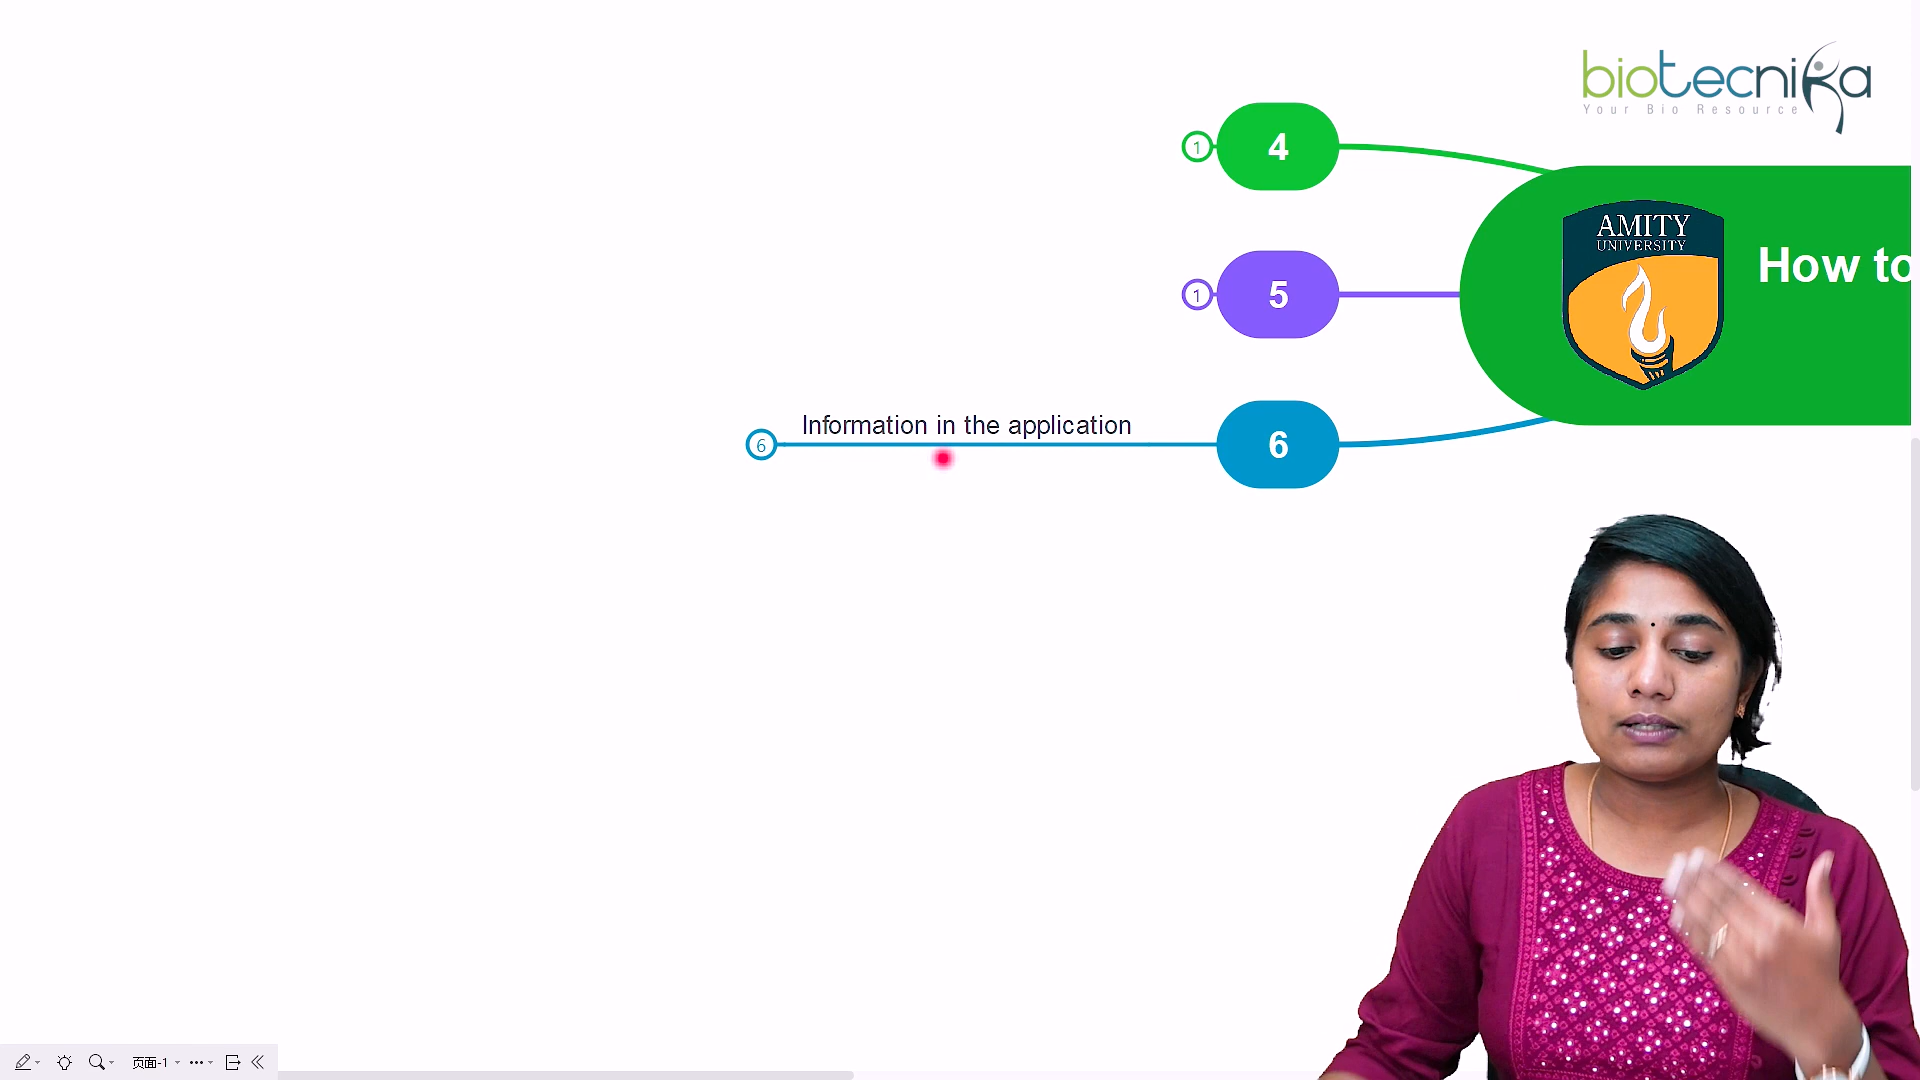 biotecnika
Your Bio Resource
1
4
AMITY
UNIVERSITY
How to
1
5
6
Information in the application
6
页面-1